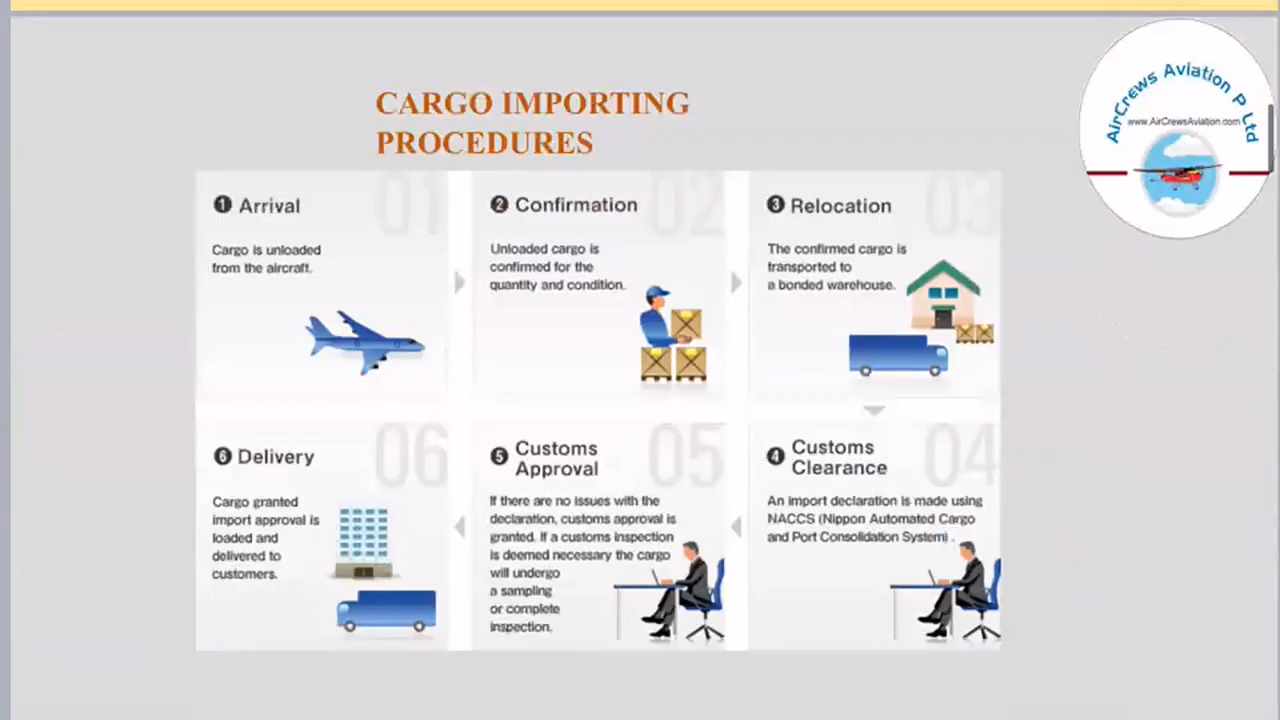 CARGO IMPORTING
PROCEDURES
AirCrews Aviation P Ltd
www.AirCrewsAviation.com
01
1 Arrival
Cargo is unloaded
from the aircraft.
02
2 Confirmation
Unloaded cargo is
confirmed for the
quantity and condition.
03
3 Relocation
The confirmed cargo is
transported to
a bonded warehouse.
04
4 Customs
Clearance
An import declaration is made using
NACCS (Nippon Automated Cargo
and Port Consolidation System) .
05
5 Customs
Approval
If there are no issues with the
declaration, customs approval is
granted. If a customs inspection
is deemed necessary the cargo
will undergo
a sampling
or complete
inspection.
06
6 Delivery
Cargo granted
import approval is
loaded and
delivered to
customers.